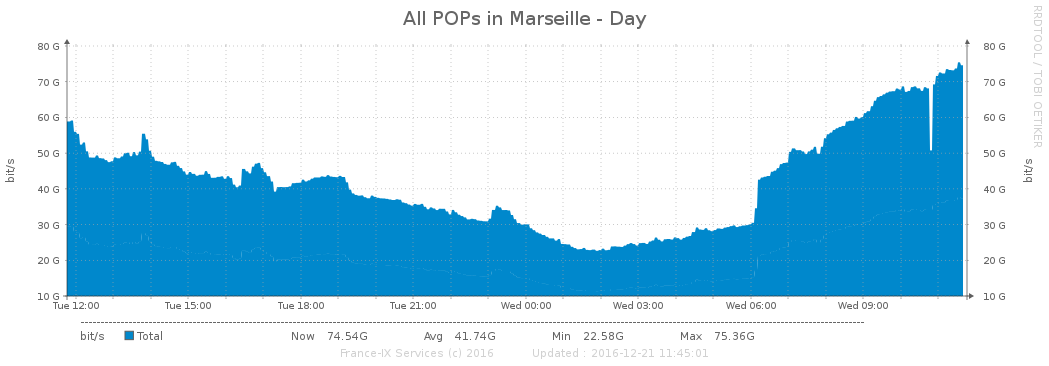 All POPs in Marseille - Day
RRDTOOL / TOBI OETIKER
80 G 80 G
70 G 70 G
60 G 60 G
50 G 50 G
40 G 40 G
30 G 30 G
20 G 20 G
10 G 10 G
bit/s bit/s
Tue 12:00 Tue 15:00 Tue 18:00 Tue 21:00 Wed 00:00 Wed 03:00 Wed 06:00 Wed 09:00
bit/s Total Now 74.54G Avg 41.74G Min 22.58G Max 75.36G
France-IX Services (c) 2016 Updated : 2016-12-21 11:45:01